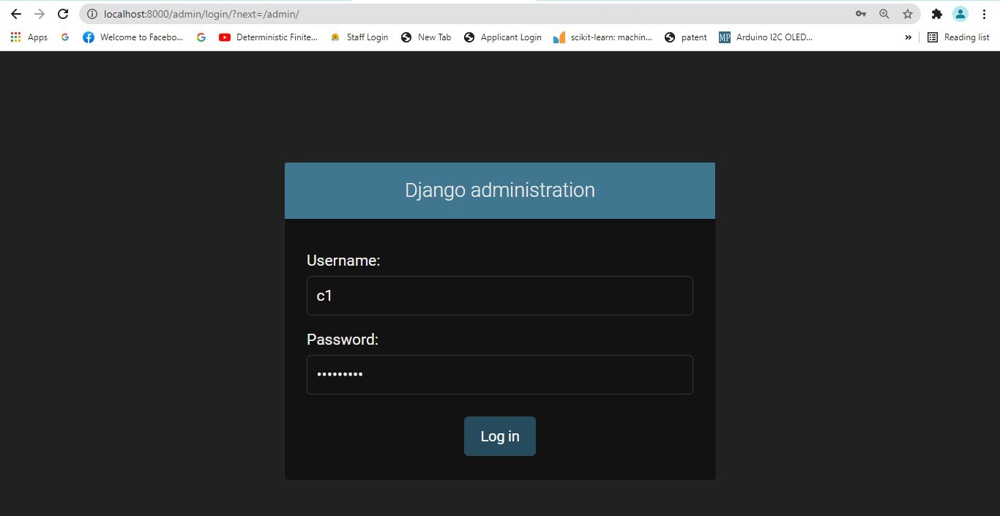 localhost:8000/admin/login/?next=/admin/
Apps Welcome to Facebo... Deterministic Finite... Staff Login New Tab Applicant Login scikit-learn: machin... patent MP Arduino I2C OLED... » Reading list
Django administration
Username:
c1
Password:
•••••••••
Log in